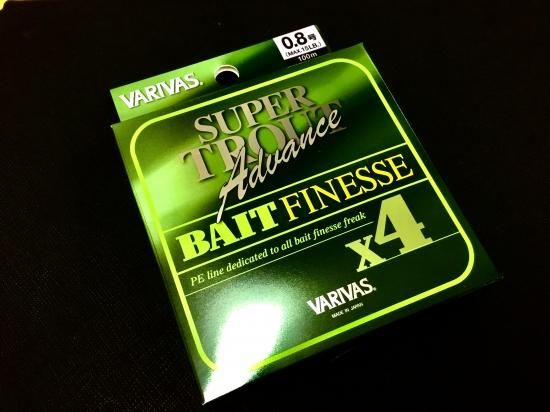 0.8号
(MAX.15LB.)
100m
VARIVAS®
SUPER
TROUT
Advance
BAIT FINESSE
PE line dedicated to all bait finesse freak
x4
VARIVAS®
MADE IN JAPAN